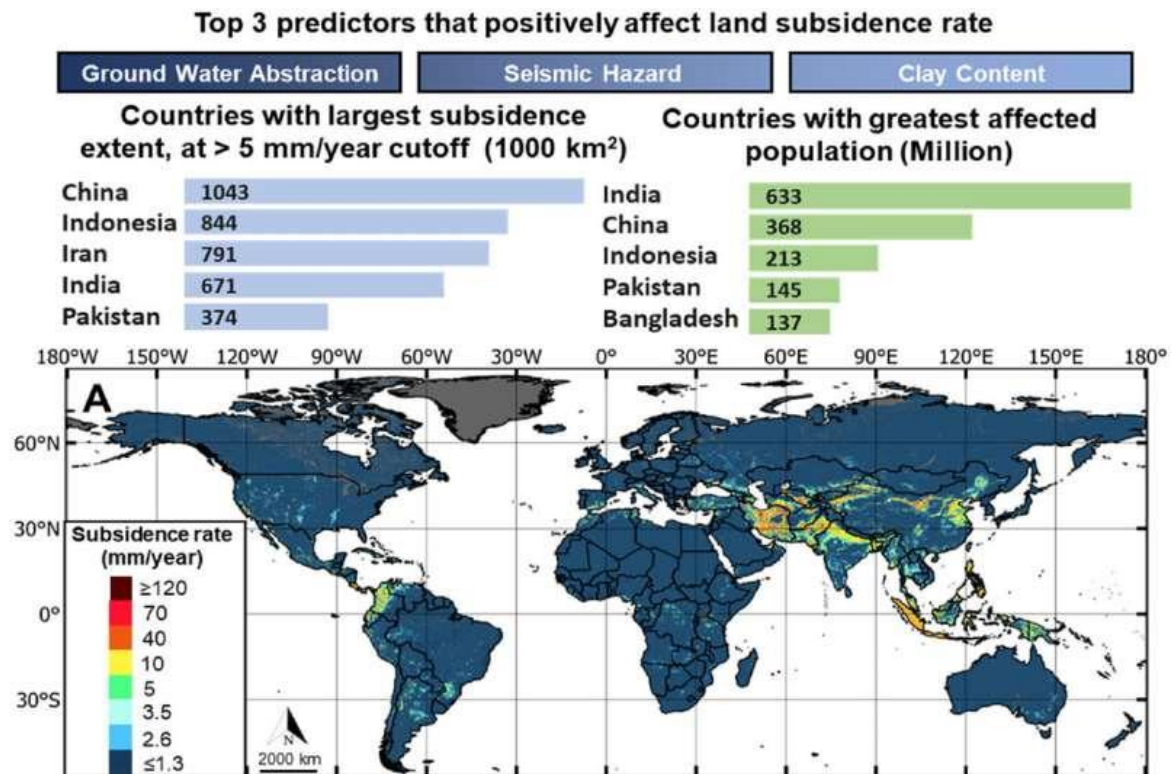 Top 3 predictors that positively affect land subsidence rate
Ground Water Abstraction
Seismic Hazard
Clay Content
Countries with largest subsidence
extent, at > 5 mm/year cutoff (1000 km²)
China 1043
Indonesia 844
Iran 791
India 671
Pakistan 374
Countries with greatest affected
population (Million)
India 633
China 368
Indonesia 213
Pakistan 145
Bangladesh 137
180°W 150°W 120°W 90°W 60°W 30°W 0° 30°E 60°E 90°E 120°E 150°E 180°
A
60°N
30°N
0°
30°S
Subsidence rate
(mm/year)
≥120
70
40
10
5
3.5
2.6
≤1.3
N
2000 km